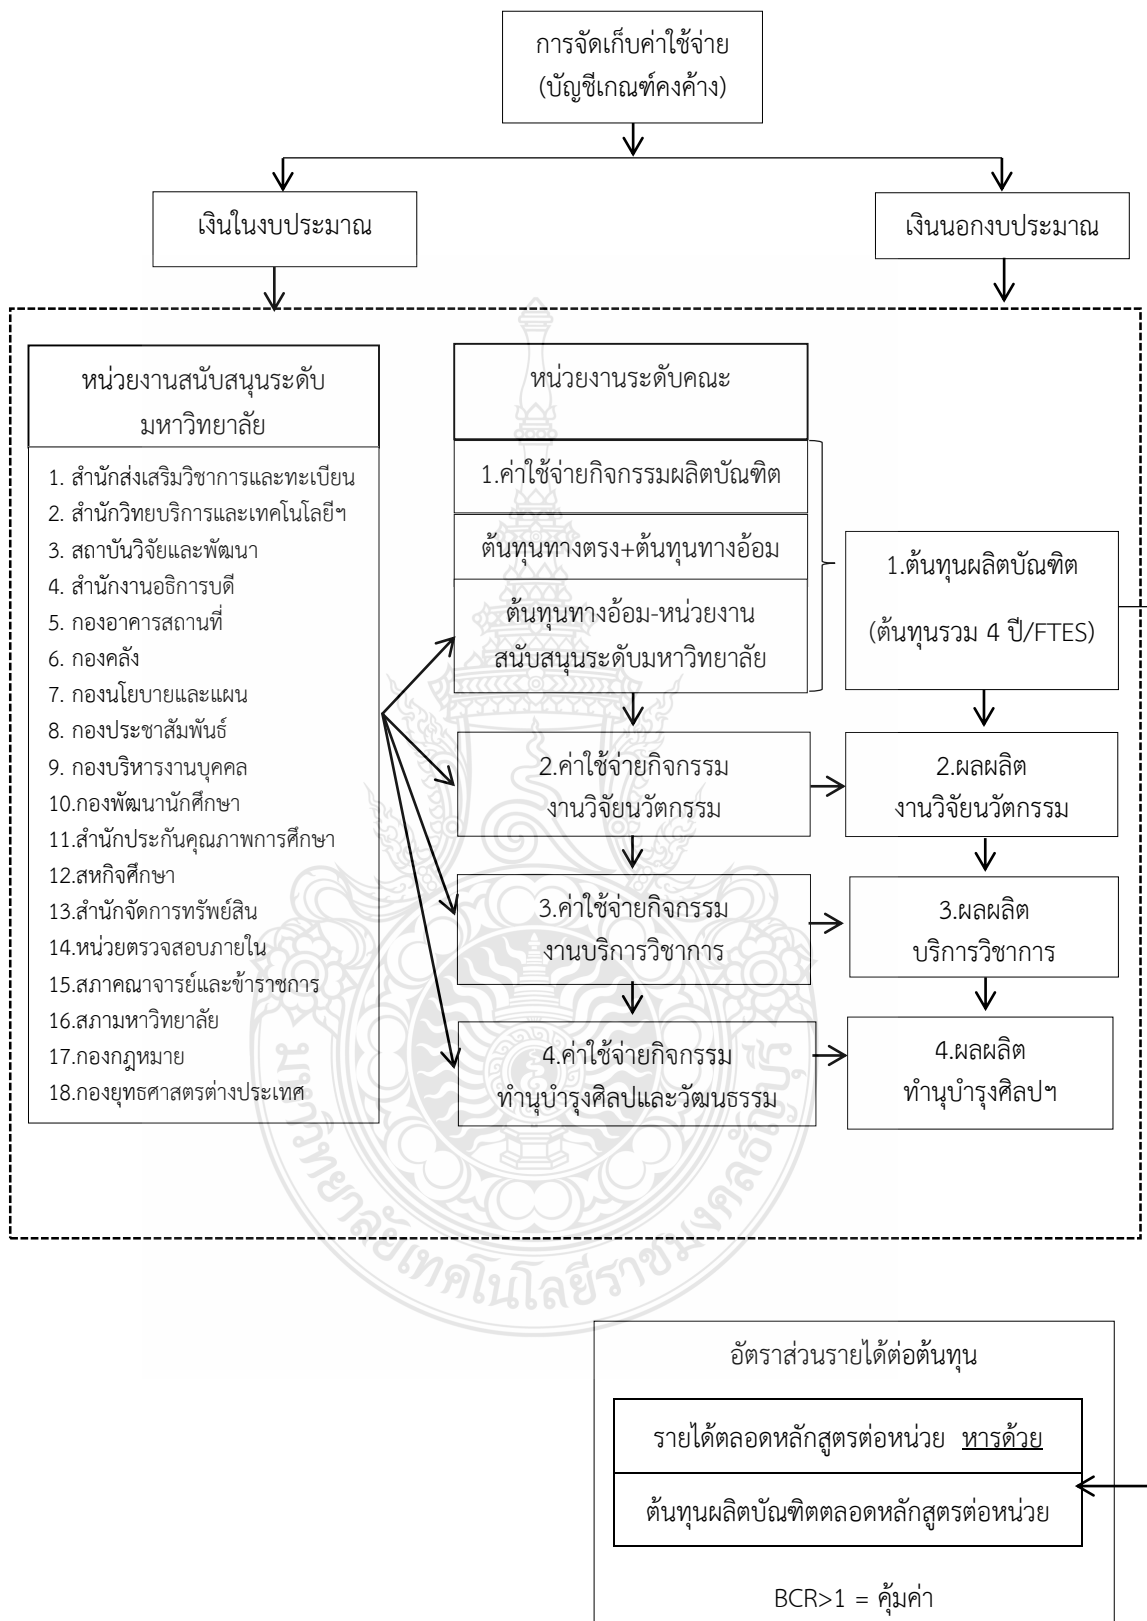 การจัดเก็บค่าใช้จ่าย
(บัญชีเกณฑ์คงค้าง)
เงินในงบประมาณ
เงินนอกงบประมาณ
หน่วยงานสนับสนุนระดับ
มหาวิทยาลัย
1. สำนักส่งเสริมวิชาการและทะเบียน
2. สำนักวิทยบริการและเทคโนโลยีฯ
3. สถาบันวิจัยและพัฒนา
4. สำนักงานอธิการบดี
5. กองอาคารสถานที่
6. กองคลัง
7. กองนโยบายและแผน
8. กองประชาสัมพันธ์
9. กองบริหารงานบุคคล
10.กองพัฒนานักศึกษา
11.สำนักประกันคุณภาพการศึกษา
12.สหกิจศึกษา
13.สำนักจัดการทรัพย์สิน
14.หน่วยตรวจสอบภายใน
15.สภาคณาจารย์และข้าราชการ
16.สภามหาวิทยาลัย
17.กองกฎหมาย
18.กองยุทธศาสตรต่างประเทศ
หน่วยงานระดับคณะ
1.ค่าใช้จ่ายกิจกรรมผลิตบัณฑิต
ต้นทุนทางตรง+ต้นทุนทางอ้อม
ต้นทุนทางอ้อม-หน่วยงาน
สนับสนุนระดับมหาวิทยาลัย
2.ค่าใช้จ่ายกิจกรรม
งานวิจัยนวัตกรรม
3.ค่าใช้จ่ายกิจกรรม
งานบริการวิชาการ
4.ค่าใช้จ่ายกิจกรรม
ทำนุบำรุงศิลปและวัฒนธรรม
1.ต้นทุนผลิตบัณฑิต
(ต้นทุนรวม 4 ปี/FTES)
2.ผลผลิต
งานวิจัยนวัตกรรม
3.ผลผลิต
บริการวิชาการ
4.ผลผลิต
ทำนุบำรุงศิลปฯ
มหาวิทยาลัยเทคโนโลยีราชมงคลธัญบุรี
อัตราส่วนรายได้ต่อต้นทุน
รายได้ตลอดหลักสูตรต่อหน่วย หารด้วย
ต้นทุนผลิตบัณฑิตตลอดหลักสูตรต่อหน่วย
BCR>1 = คุ้มค่า